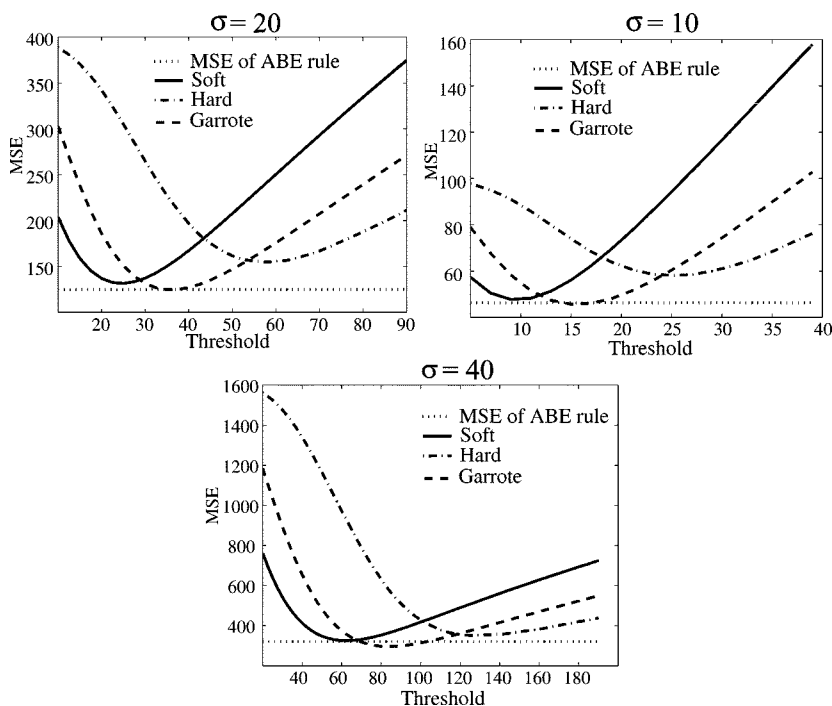 σ = 20
400
350
300
250
200
150
MSE
MSE of ABE rule
Soft
Hard
Garrote
20 30 40 50 60 70 80 90
Threshold
σ = 10
160
140
120
100
80
60
MSE
MSE of ABE rule
Soft
Hard
Garrote
5 10 15 20 25 30 35 40
Threshold
σ = 40
1600
1400
1200
1000
800
600
400
MSE
MSE of ABE rule
Soft
Hard
Garrote
40 60 80 100 120 140 160 180
Threshold